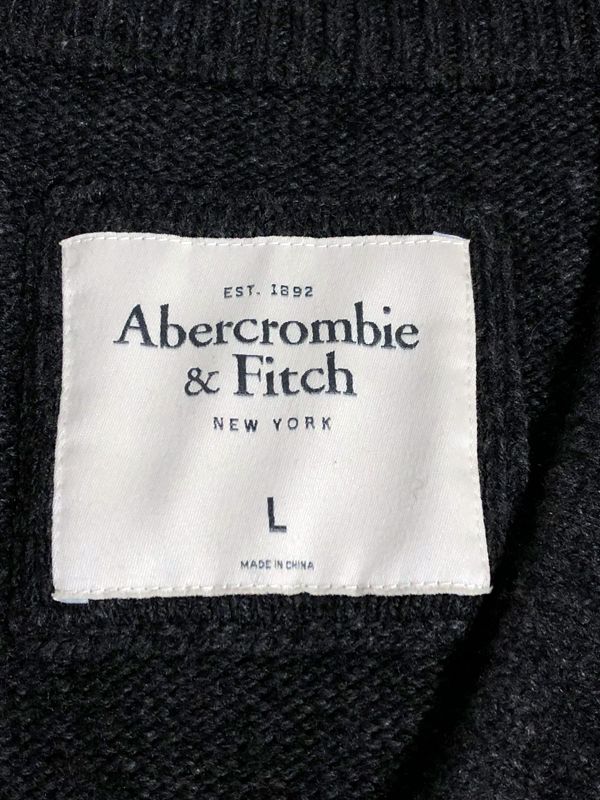 EST. 1892
Abercrombie
& Fitch
NEW YORK
L
MADE IN CHINA